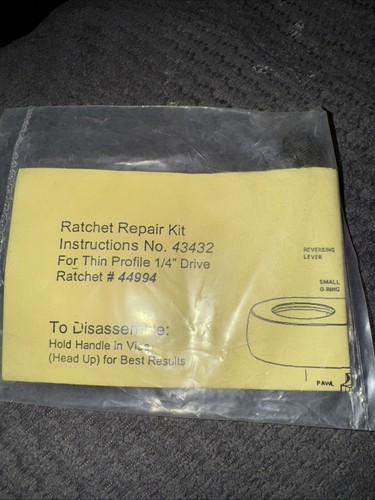 Ratchet Repair Kit
Instructions No. 43432
For Thin Profile 1/4" Drive
Ratchet # 44994
REVERSING
LEVER
SMALL
O-RING
To Disassemble:
Hold Handle in Vise
(Head Up) for Best Results
PAWL